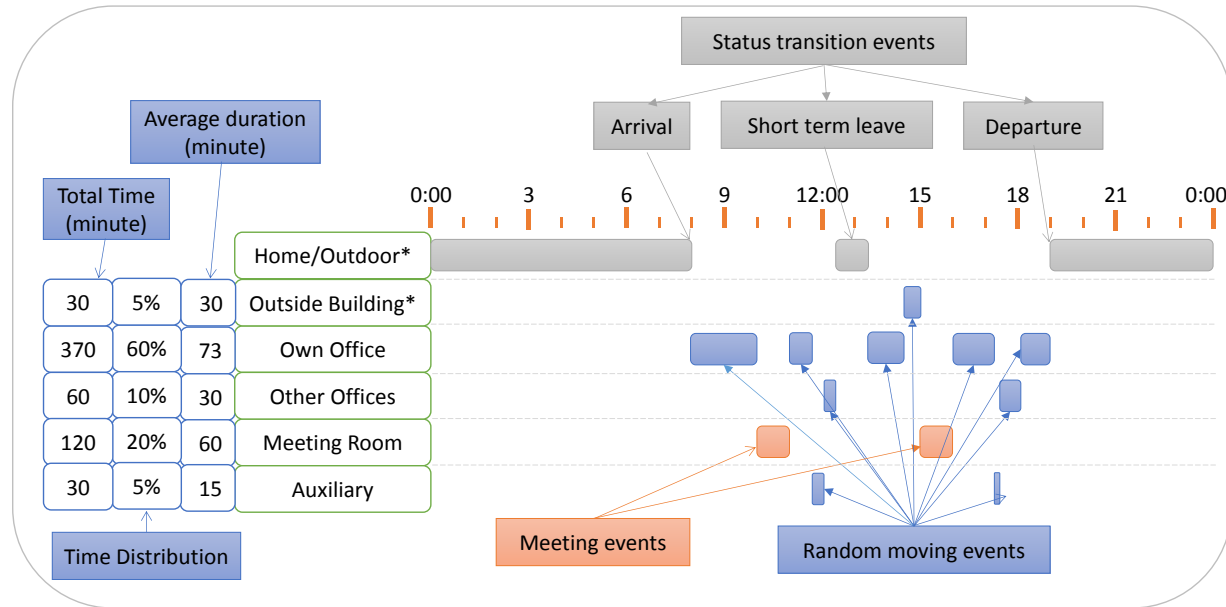 Status transition events
Average duration
(minute)
Arrival
Short term leave
Departure
Total Time
(minute)
0:00 3 6 9 12:00 15 18 21 0:00
Home/Outdoor*
30 5% 30 Outside Building*
370 60% 73 Own Office
60 10% 30 Other Offices
120 20% 60 Meeting Room
30 5% 15 Auxiliary
Time Distribution
Meeting events
Random moving events